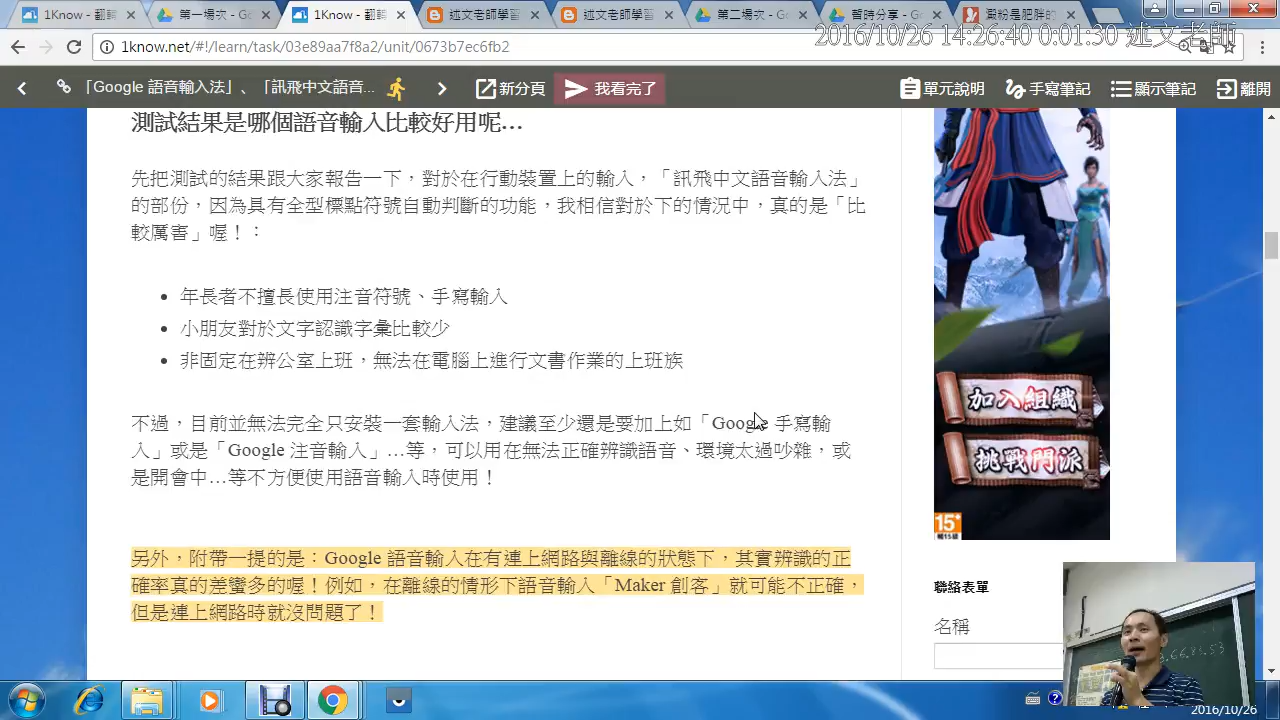 1Know - 翻
第一場次 - Go
1Know - 翻
述文老師學習
述文老師學習
第二場次 - Go
暫時分享 - G
澱粉是肥胖的
1know.net/#!/learn/task/03e89aa7f8a2/unit/0673b7ec6fb2
2016/10/26 14:26:40 0:01:30 述文老師
「Google 語音輸入法」、「訊飛中文語音...
新分頁
我看完了
單元說明
手寫筆記
顯示筆記
離開
測試結果是哪個語音輸入比較好用呢...
先把測試的結果跟大家報告一下，對於在行動裝置上的輸入，「訊飛中文語音輸入法」
的部份，因為具有全型標點符號自動判斷的功能，我相信對於下的情況中，真的是「比
較厲害」喔！：
年長者不擅長使用注音符號、手寫輸入
小朋友對於文字認識字彙比較少
非固定在辦公室上班，無法在電腦上進行文書作業的上班族
不過，目前並無法完全只安裝一套輸入法，建議至少還是要加上如「Google 手寫輸
入」或是「Google 注音輸入」...等，可以用在無法正確辨識語音、環境太過吵雜，或
是開會中...等不方便使用語音輸入時使用！
另外，附帶一提的是：Google 語音輸入在有連上網路與離線的狀態下，其實辨識的正
確率真的差蠻多的喔！例如，在離線的情形下語音輸入「Maker 創客」就可能不正確，
但是連上網路時就沒問題了！
加入組織
挑戰門派
15+
輔15級
聯絡表單
名稱
2016/10/26